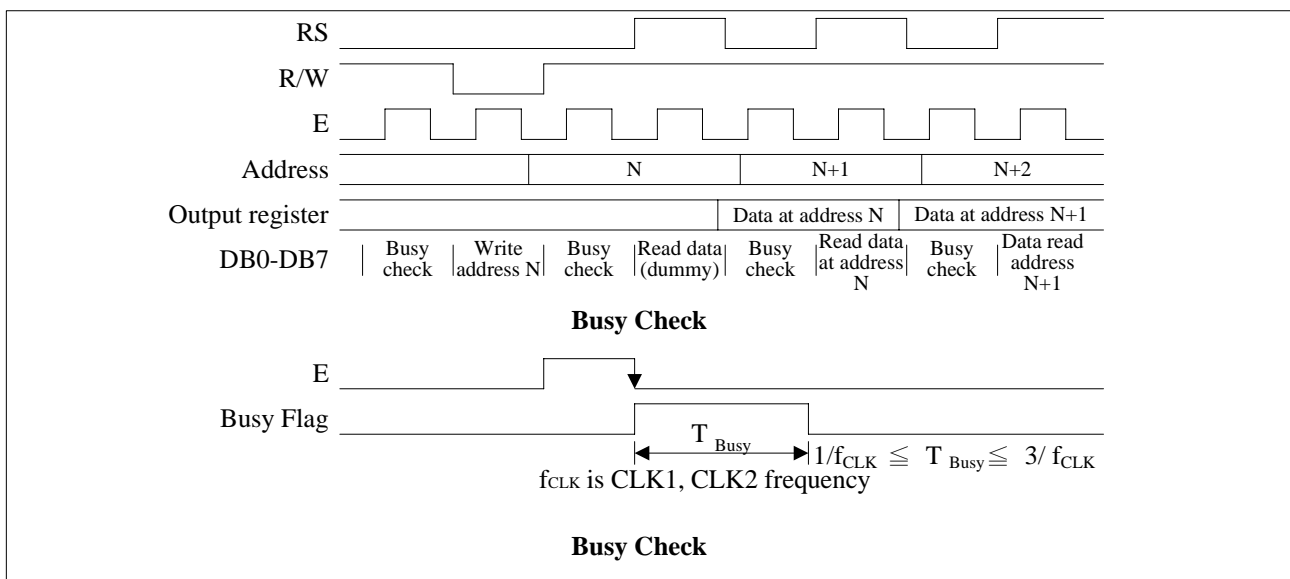 RS
R/W
E
Address N N+1 N+2
Output register Data at address N Data at address N+1
DB0-DB7
Busy check
Write address N
Busy check
Read data (dummy)
Busy check
Read data at address N
Busy check
Data read address N+1
Busy Check
E
Busy Flag
T Busy
1/fCLK ≦ T Busy ≦ 3/ fCLK
fCLK is CLK1, CLK2 frequency
Busy Check